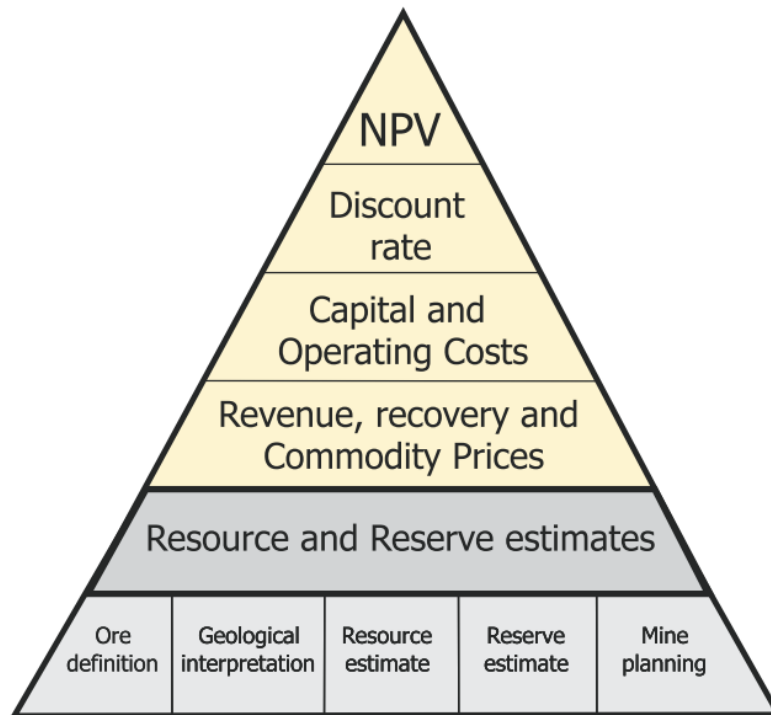 NPV
Discount
rate
Capital and
Operating Costs
Revenue, recovery and
Commodity Prices
Resource and Reserve estimates
Ore
definition
Geological
interpretation
Resource
estimate
Reserve
estimate
Mine
planning